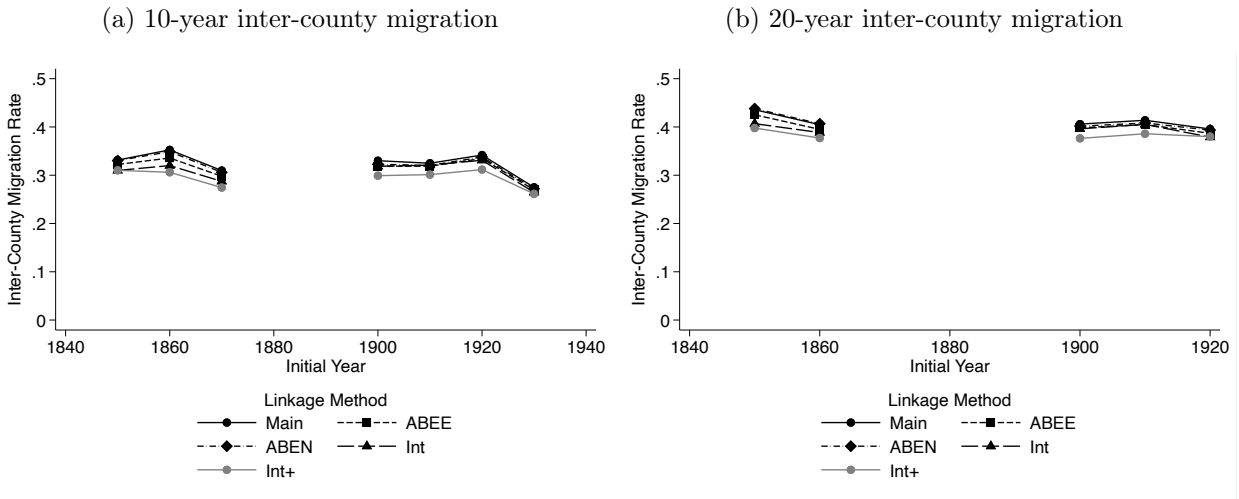 (a) 10-year inter-county migration
.5
.4
.3
.2
.1
0
Inter-County Migration Rate
1840 1860 1880 1900 1920 1940
Initial Year
Linkage Method
Main ABEE
ABEN Int
Int+
(b) 20-year inter-county migration
.5
.4
.3
.2
.1
0
Inter-County Migration Rate
1840 1860 1880 1900 1920
Initial Year
Linkage Method
Main ABEE
ABEN Int
Int+